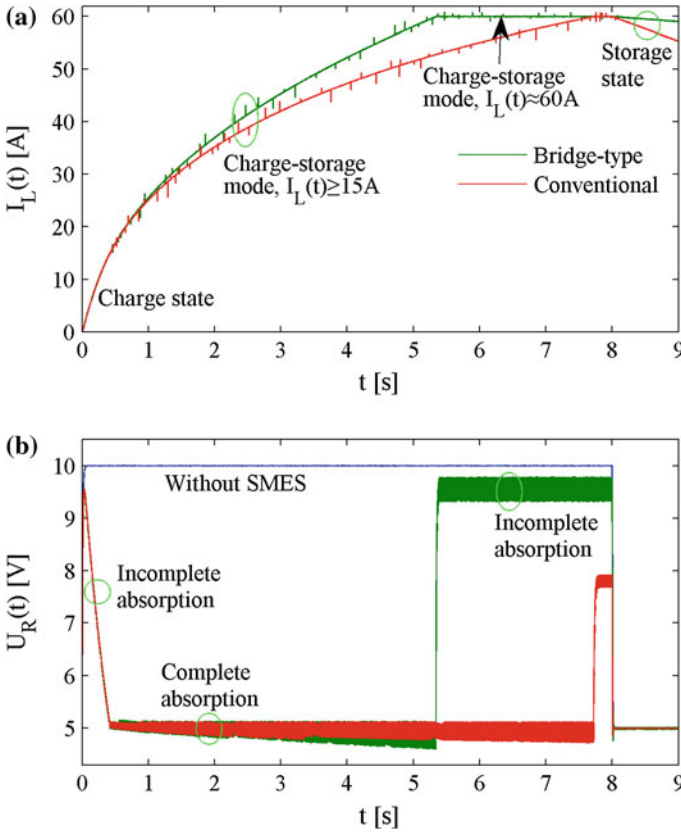 (a)
60
50
40
30
20
10
0
I_L(t) [A]
Charge-storage
mode, I_L(t)≈60A
Storage
state
Charge-storage
mode, I_L(t)≥15A
Bridge-type
Conventional
Charge state
0 1 2 3 4 5 6 7 8 9
t [s]
(b)
10
9
8
7
6
5
U_R(t) [V]
Without SMES
Incomplete
absorption
Incomplete
absorption
Complete
absorption
0 1 2 3 4 5 6 7 8 9
t [s]